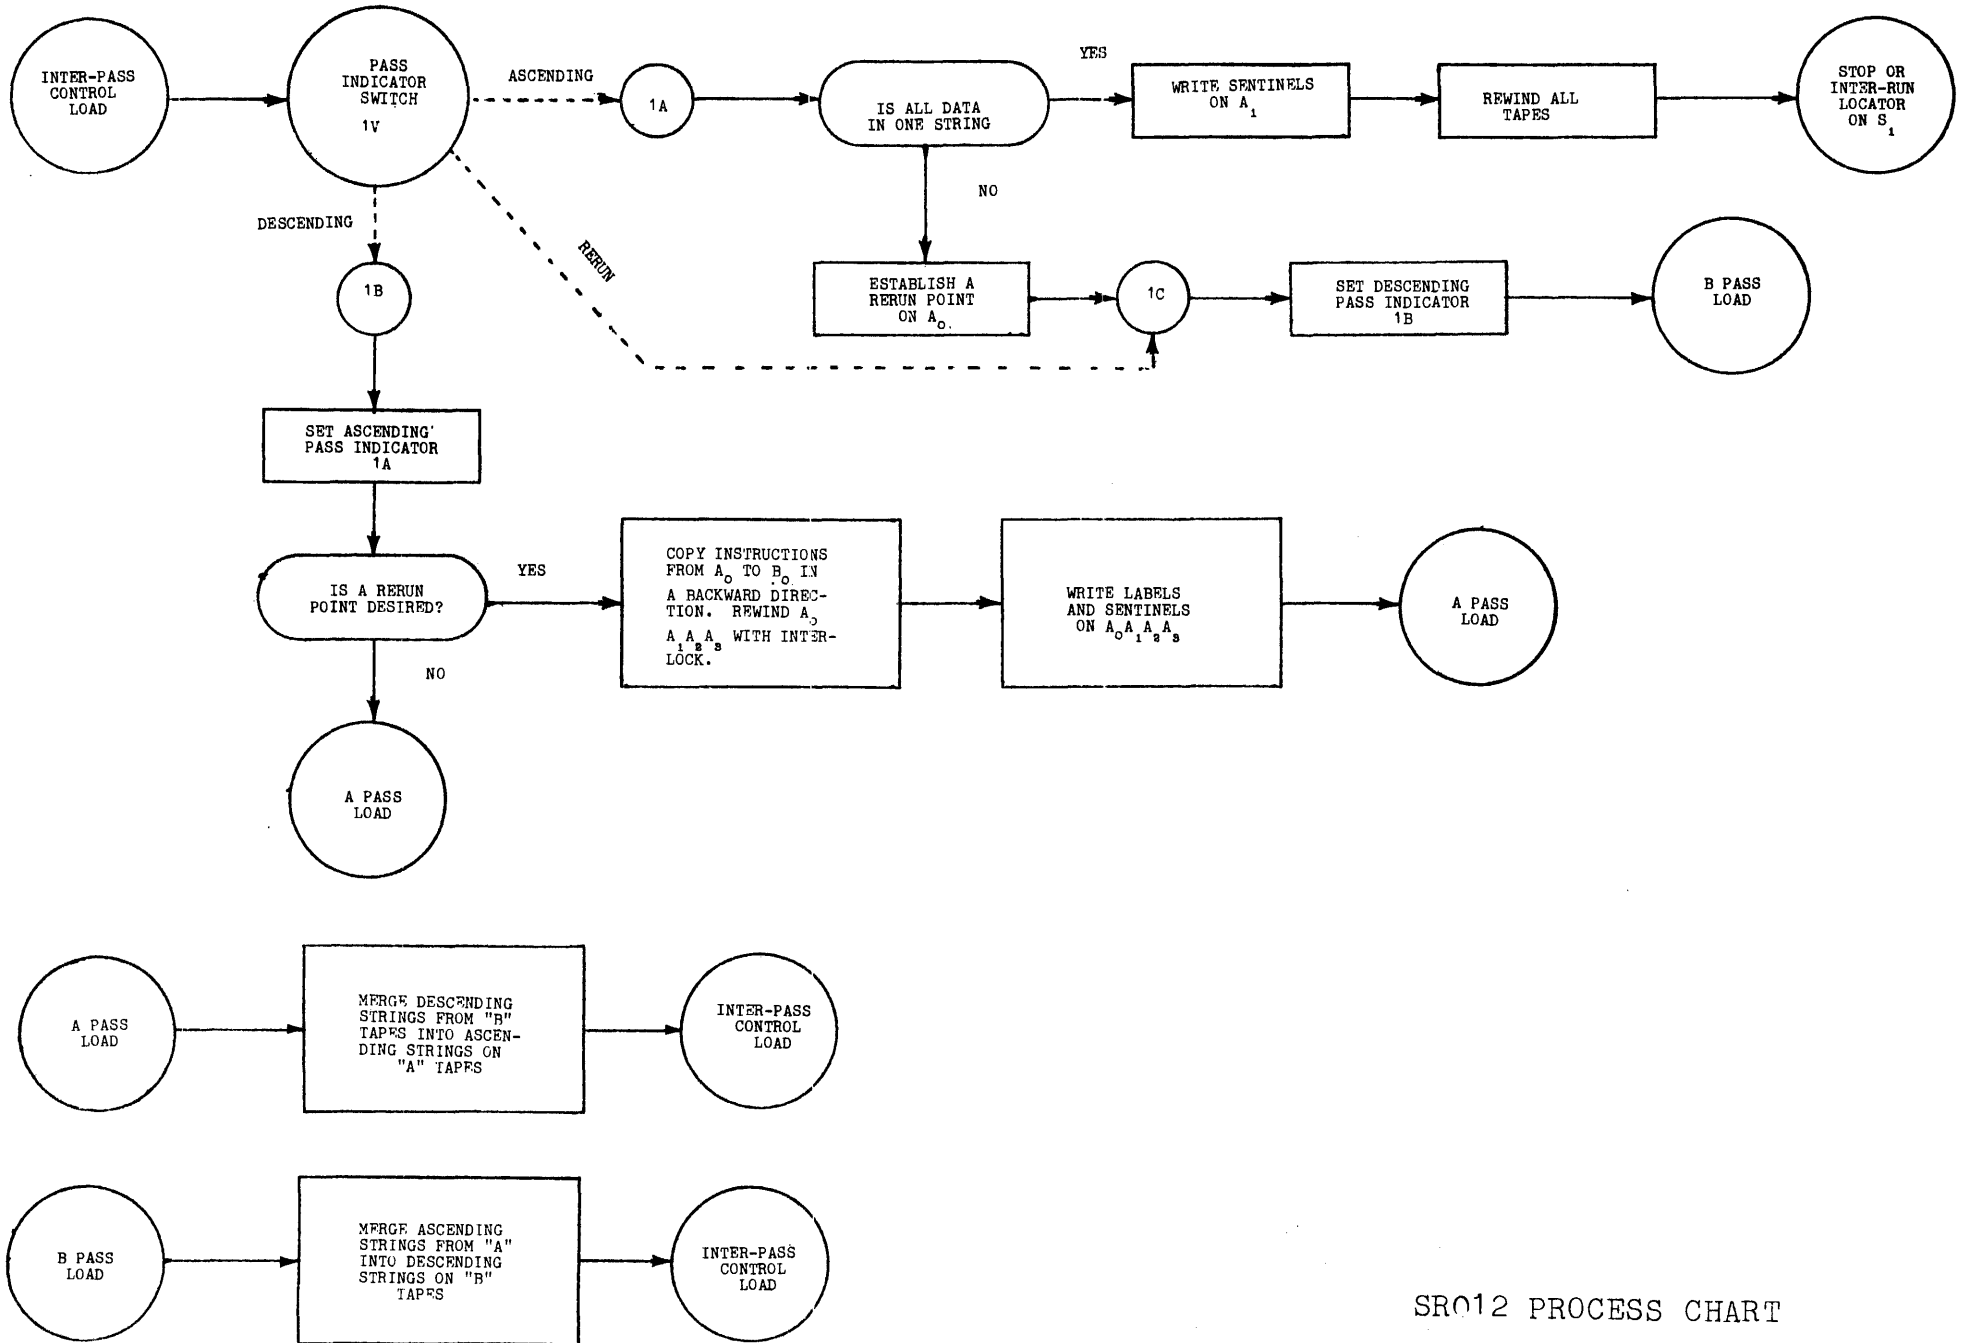 INTER-PASS
CONTROL
LOAD
PASS
INDICATOR
SWITCH
1V
ASCENDING
1A
IS ALL DATA
IN ONE STRING
YES
WRITE SENTINELS
ON A1
REWIND ALL
TAPES
STOP OR
INTER-RUN
LOCATOR
ON S1
NO
DESCENDING
RERUN
1B
ESTABLISH A
RERUN POINT
ON A0.
1C
SET DESCENDING
PASS INDICATOR
1B
B PASS
LOAD
SET ASCENDING'
PASS INDICATOR
1A
IS A RERUN
POINT DESIRED?
YES
COPY INSTRUCTIONS
FROM A0 TO B0 IN
A BACKWARD DIREC-
TION. REWIND A0
A1A2A3 WITH INTER-
LOCK.
WRITE LABELS
AND SENTINELS
ON A0A1A2A3
A PASS
LOAD
NO
A PASS
LOAD
A PASS
LOAD
MERGE DESCENDING
STRINGS FROM "B"
TAPES INTO ASCEN-
DING STRINGS ON
"A" TAPES
INTER-PASS
CONTROL
LOAD
B PASS
LOAD
MERGE ASCENDING
STRINGS FROM "A"
INTO DESCENDING
STRINGS ON "B"
TAPES
INTER-PASS
CONTROL
LOAD
SR012 PROCESS CHART